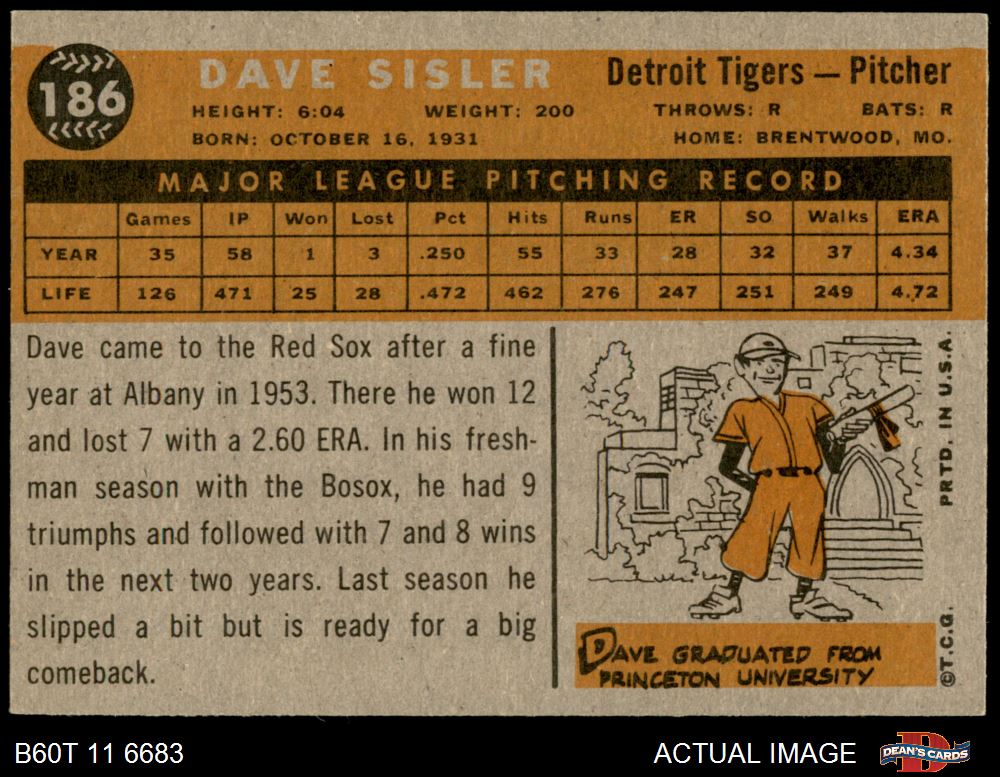 186
DAVE SISLER
Detroit Tigers — Pitcher
HEIGHT: 6:04 WEIGHT: 200 THROWS: R BATS: R
BORN: OCTOBER 16, 1931 HOME: BRENTWOOD, MO.
MAJOR LEAGUE PITCHING RECORD
Games IP Won Lost Pct Hits Runs ER SO Walks ERA
YEAR 35 58 1 3 .250 55 33 28 32 37 4.34
LIFE 126 471 25 28 .472 462 276 247 251 249 4.72
Dave came to the Red Sox after a fine
year at Albany in 1953. There he won 12
and lost 7 with a 2.60 ERA. In his fresh-
man season with the Bosox, he had 9
triumphs and followed with 7 and 8 wins
in the next two years. Last season he
slipped a bit but is ready for a big
comeback.
DAVE GRADUATED FROM
PRINCETON UNIVERSITY
©T.C.G. PRTD. IN U.S.A.
B60T 11 6683
ACTUAL IMAGE
DEAN'S CARDS